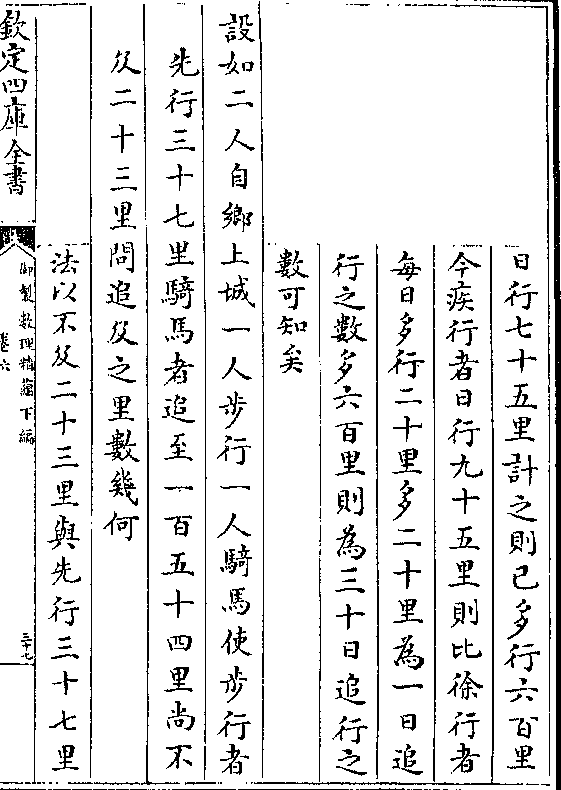 日行七十五里計之則已多行六百里
今疾行者日行九十五里則比徐行者
每日多行二十里多二十里為一日追
行之數多六百里則為三十日追行之
數可知矣
設如二人自鄉上城一人步行一人騎馬使步行者
先行三十七里騎馬者追至一百五十四里尚不
及二十三里問追及之里數幾何
法以不及二十三里與先行三十七里
欽定四庫全書
御製數理精蘊下編
卷六
三十七